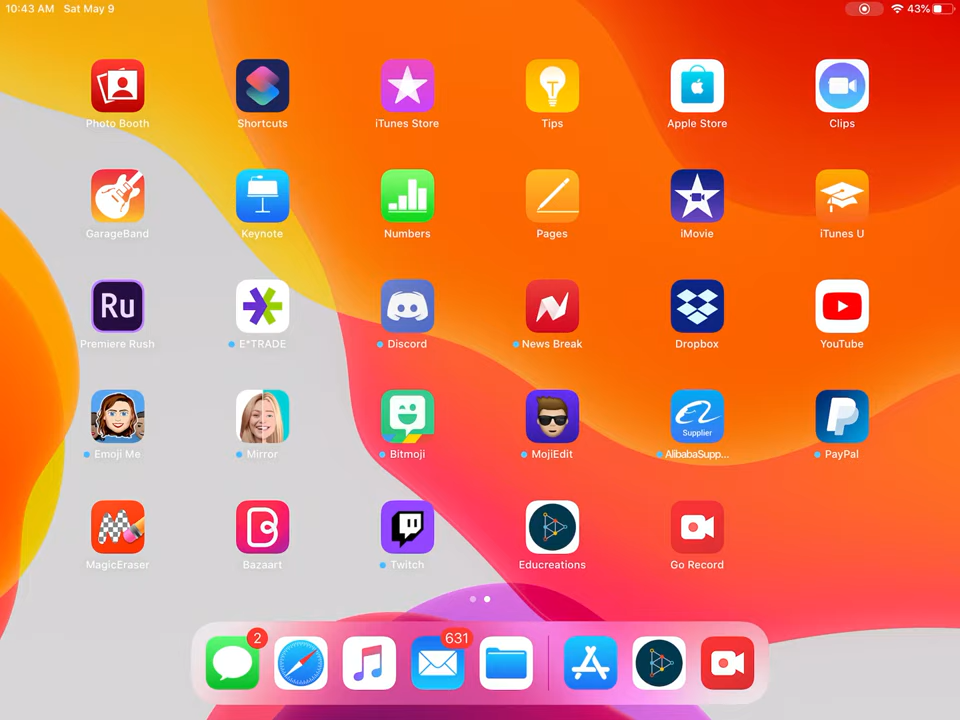 10:43 AM Sat May 9
43%
Photo Booth
Shortcuts
iTunes Store
Tips
Apple Store
Clips
GarageBand
Keynote
Numbers
Pages
iMovie
iTunes U
Ru
Premiere Rush
E*TRADE
Discord
News Break
Dropbox
YouTube
Emoji Me
Mirror
Bitmoji
MojiEdit
Supplier
AlibabaSupp...
PayPal
MagicEraser
Bazaart
Twitch
Educreations
Go Record
2
631